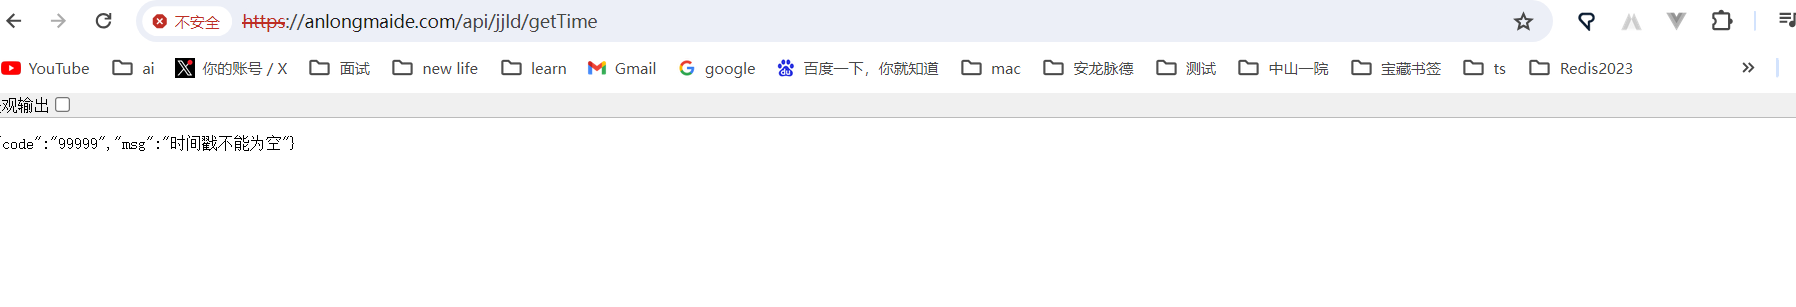 不安全 https://anlongmaide.com/api/jjld/getTime
YouTube ai 你的账号 / X 面试 new life learn Gmail google 百度一下，你就知道 mac 安龙脉德 测试 中山一院 宝藏书签 ts Redis2023
观输出
"code":"99999","msg":"时间戳不能为空"}